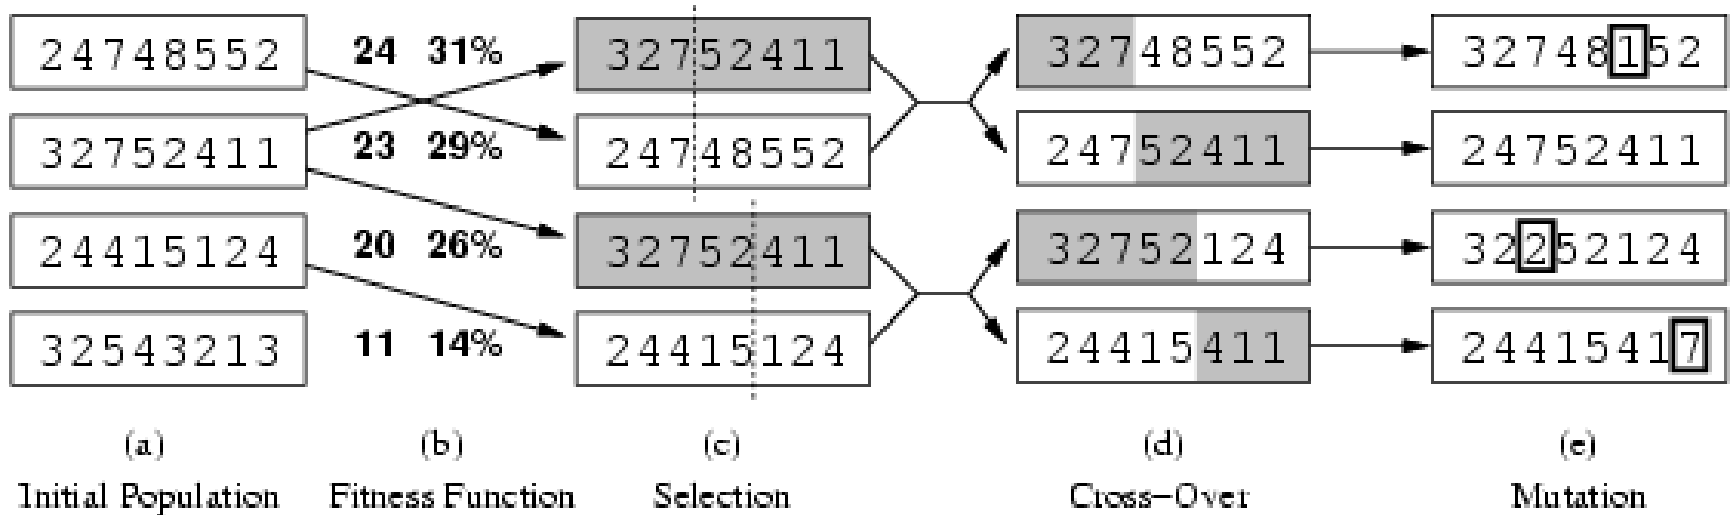 24748552 24 31% 32752411 32748552 32748152
32752411 23 29% 24748552 24752411 24752411
24415124 20 26% 32752411 32752124 32252124
32543213 11 14% 24415124 24415411 24415417
(a) (b) (c) (d) (e)
Initial Population Fitness Function Selection Cross-Over Mutation